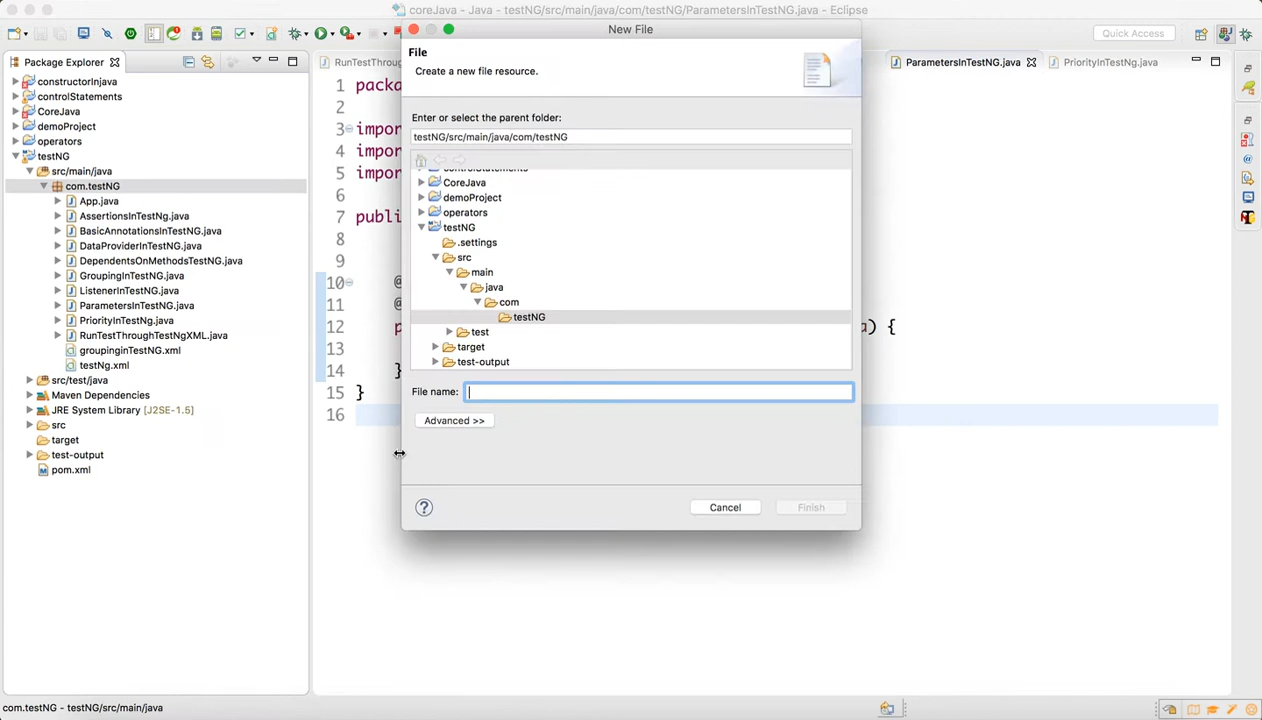 coreJava - Java - testNG/src/main/java/com/testNG/ParametersInTestNG.java - Eclipse
Quick Access
Package Explorer
constructorInjava
controlStatements
CoreJava
demoProject
operators
testNG
src/main/java
com.testNG
App.java
AssertionsInTestNg.java
BasicAnnotationsInTestNG.java
DataProviderInTestNG.java
DependentsOnMethodsTestNG.java
GroupingInTestNG.java
ListenerInTestNG.java
ParametersInTestNG.java
PriorityInTestNg.java
RunTestThroughTestNgXML.java
groupinginTestNG.xml
testNg.xml
src/test/java
Maven Dependencies
JRE System Library [J2SE-1.5]
src
target
test-output
pom.xml
RunTestThroug
ParametersInTestNG.java
PriorityInTestNg.java
1 packa
2
3 impor
4 impor
5 impor
6
7 publi
8
9
10 @
11 @
12 p a) {
13
14 }
15 }
16
New File
File
Create a new file resource.
Enter or select the parent folder:
testNG/src/main/java/com/testNG
controlStatements
CoreJava
demoProject
operators
testNG
.settings
src
main
java
com
testNG
test
target
test-output
File name:
Advanced >>
?
Cancel
Finish
com.testNG - testNG/src/main/java